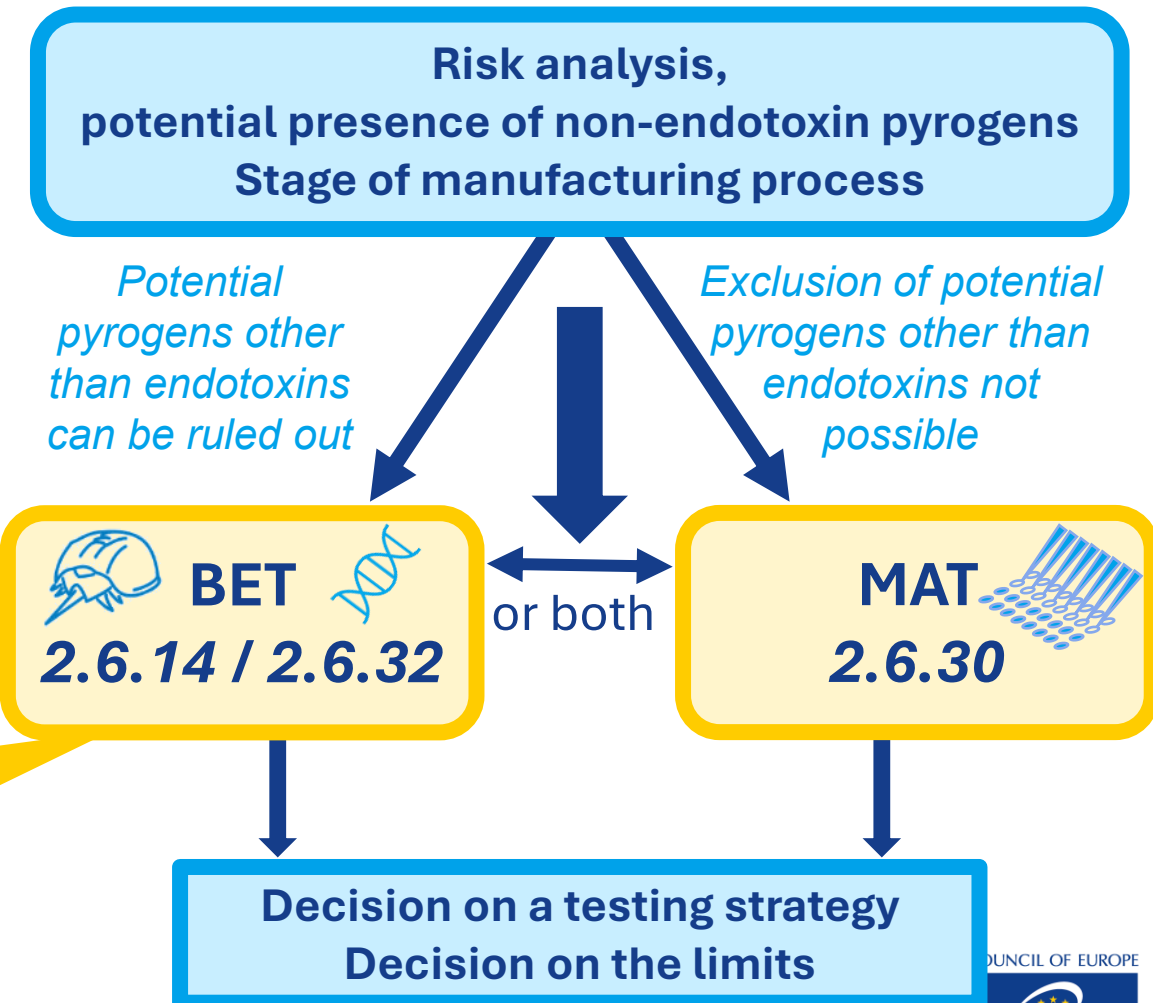 Risk analysis,
potential presence of non-endotoxin pyrogens
Stage of manufacturing process
Potential
pyrogens other
than endotoxins
can be ruled out
Exclusion of potential
pyrogens other than
endotoxins not
possible
BET
2.6.14 / 2.6.32
or both
MAT
2.6.30
Decision on a testing strategy
Decision on the limits
OUNCIL OF EUROPE